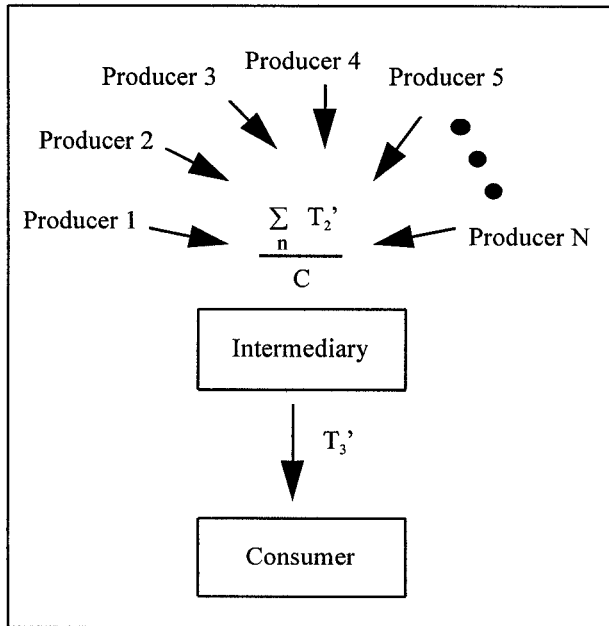 Producer 4
Producer 3
Producer 5
Producer 2
Producer 1
Σ T₂’
n
C
Producer N
Intermediary
T₃’
Consumer